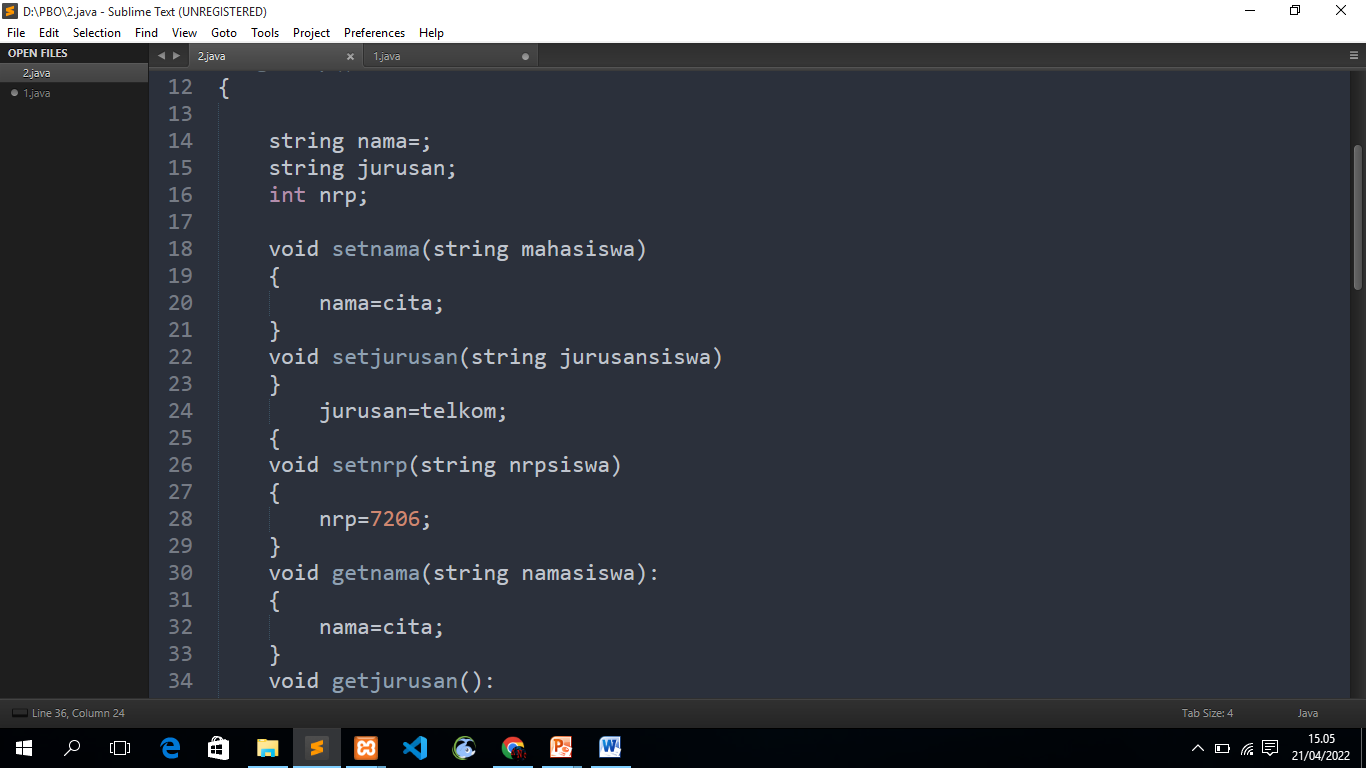 D:\PBO\2.java - Sublime Text (UNREGISTERED)
File Edit Selection Find View Goto Tools Project Preferences Help
OPEN FILES
2.java
1.java
2.java
1.java
12 {
13
14 string nama=;
15 string jurusan;
16 int nrp;
17
18 void setnama(string mahasiswa)
19 {
20 nama=cita;
21 }
22 void setjurusan(string jurusansiswa)
23 }
24 jurusan=telkom;
25 {
26 void setnrp(string nrpsiswa)
27 {
28 nrp=7206;
29 }
30 void getnama(string namasiswa):
31 {
32 nama=cita;
33 }
34 void getjurusan():
Line 36, Column 24
Tab Size: 4
Java
15.05
21/04/2022